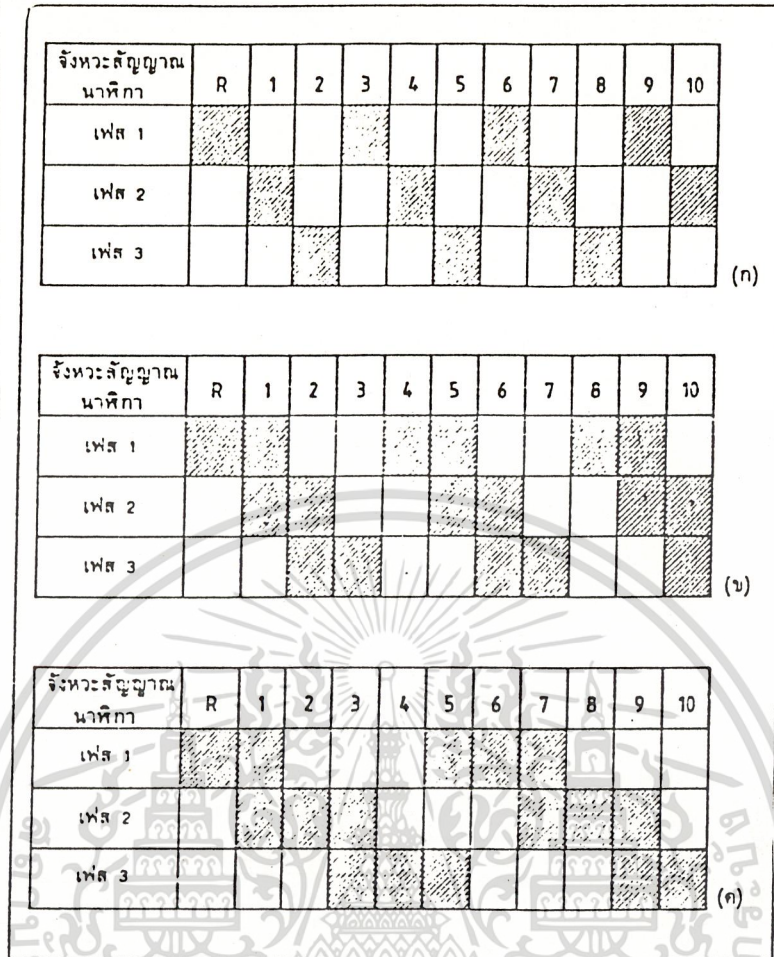 จังหวะสัญญาณ
นาฬิกา R 1 2 3 4 5 6 7 8 9 10
เฟส 1
เฟส 2
เฟส 3
(ก)
จังหวะสัญญาณ
นาฬิกา R 1 2 3 4 5 6 7 8 9 10
เฟส 1
เฟส 2
เฟส 3
(ข)
จังหวะสัญญาณ
นาฬิกา R 1 2 3 4 5 6 7 8 9 10
เฟส 1
เฟส 2
เฟส 3
(ค)